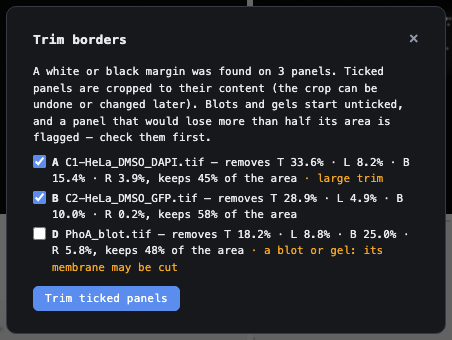 Trim borders ×
A white or black margin was found on 3 panels. Ticked
panels are cropped to their content (the crop can be
undone or changed later). Blots and gels start unticked,
and a panel that would lose more than half its area is
flagged — check them first.
A C1-HeLa_DMSO_DAPI.tif — removes T 33.6% · L 8.2% · B
15.4% · R 3.9%, keeps 45% of the area · large trim
B C2-HeLa_DMSO_GFP.tif — removes T 28.9% · L 4.9% · B
10.0% · R 0.2%, keeps 58% of the area
D PhoA_blot.tif — removes T 18.2% · L 8.8% · B 25.0% ·
R 5.8%, keeps 48% of the area · a blot or gel: its
membrane may be cut
Trim ticked panels